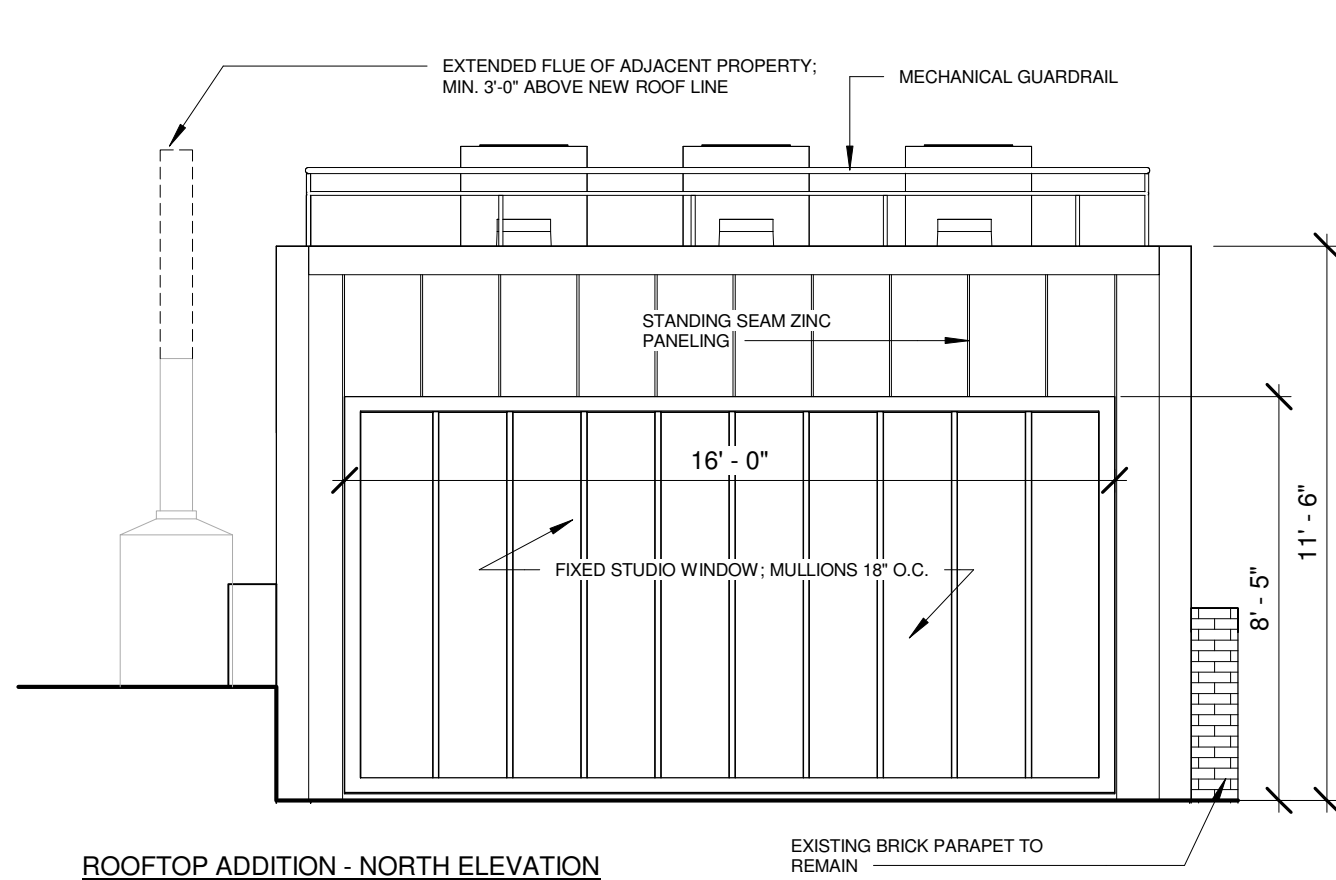 EXTENDED FLUE OF ADJACENT PROPERTY;
MIN. 3'-0" ABOVE NEW ROOF LINE
MECHANICAL GUARDRAIL
STANDING SEAM ZINC
PANELING
16' - 0"
FIXED STUDIO WINDOW; MULLIONS 18" O.C.
8' - 5"
11' - 6"
EXISTING BRICK PARAPET TO
REMAIN
ROOFTOP ADDITION - NORTH ELEVATION